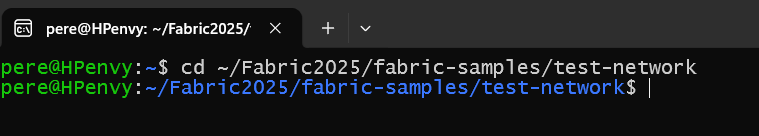 pere@HPenvy: ~/Fabric2025/
pere@HPenvy:~$ cd ~/Fabric2025/fabric-samples/test-network
pere@HPenvy:~/Fabric2025/fabric-samples/test-network$